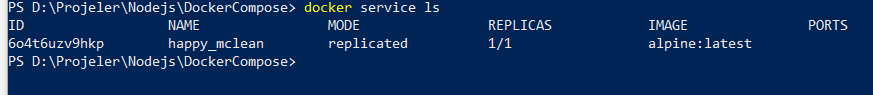 PS D:\Projeler\Nodejs\DockerCompose> docker service ls
ID NAME MODE REPLICAS IMAGE PORTS
6o4t6uzv9hkp happy_mclean replicated 1/1 alpine:latest
PS D:\Projeler\Nodejs\DockerCompose>